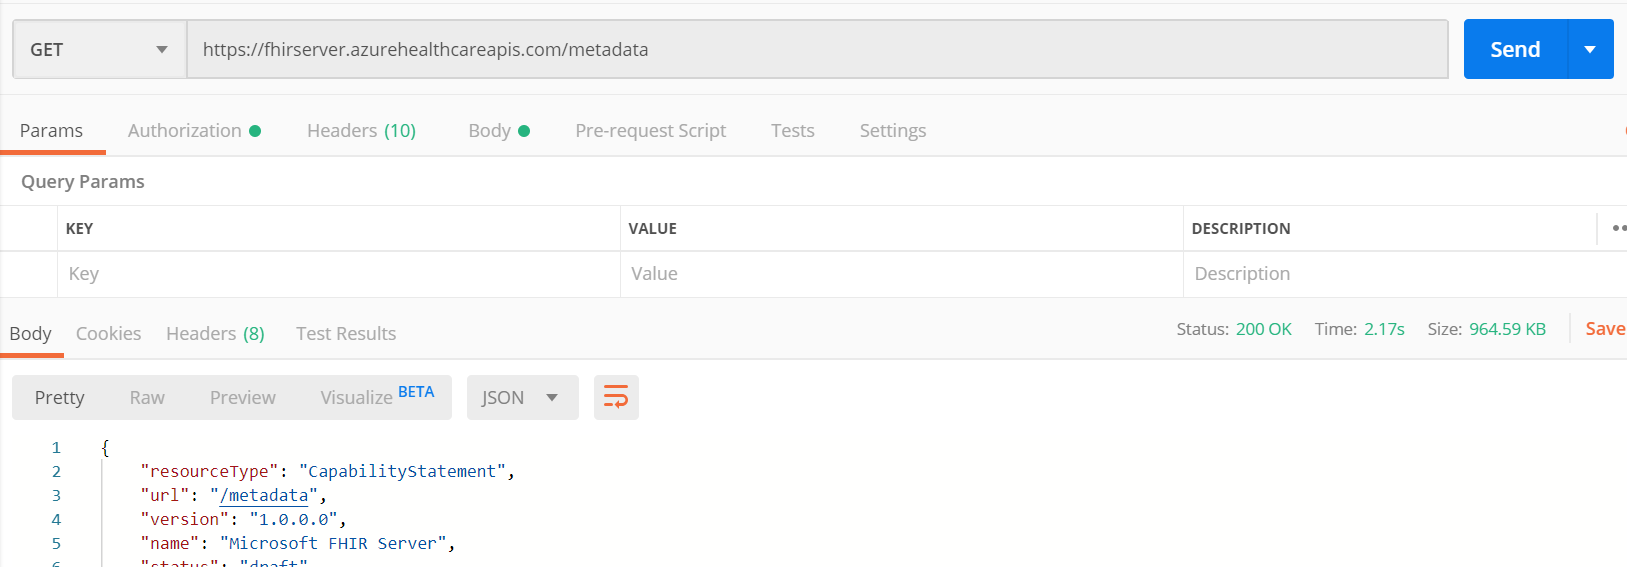 GET https://fhirserver.azurehealthcareapis.com/metadata Send
Params Authorization Headers (10) Body Pre-request Script Tests Settings
Query Params
KEY VALUE DESCRIPTION
Key Value Description
Body Cookies Headers (8) Test Results Status: 200 OK Time: 2.17s Size: 964.59 KB Save
Pretty Raw Preview Visualize BETA JSON
1 {
2 "resourceType": "CapabilityStatement",
3 "url": "/metadata",
4 "version": "1.0.0.0",
5 "name": "Microsoft FHIR Server",
6 "status": "draft"